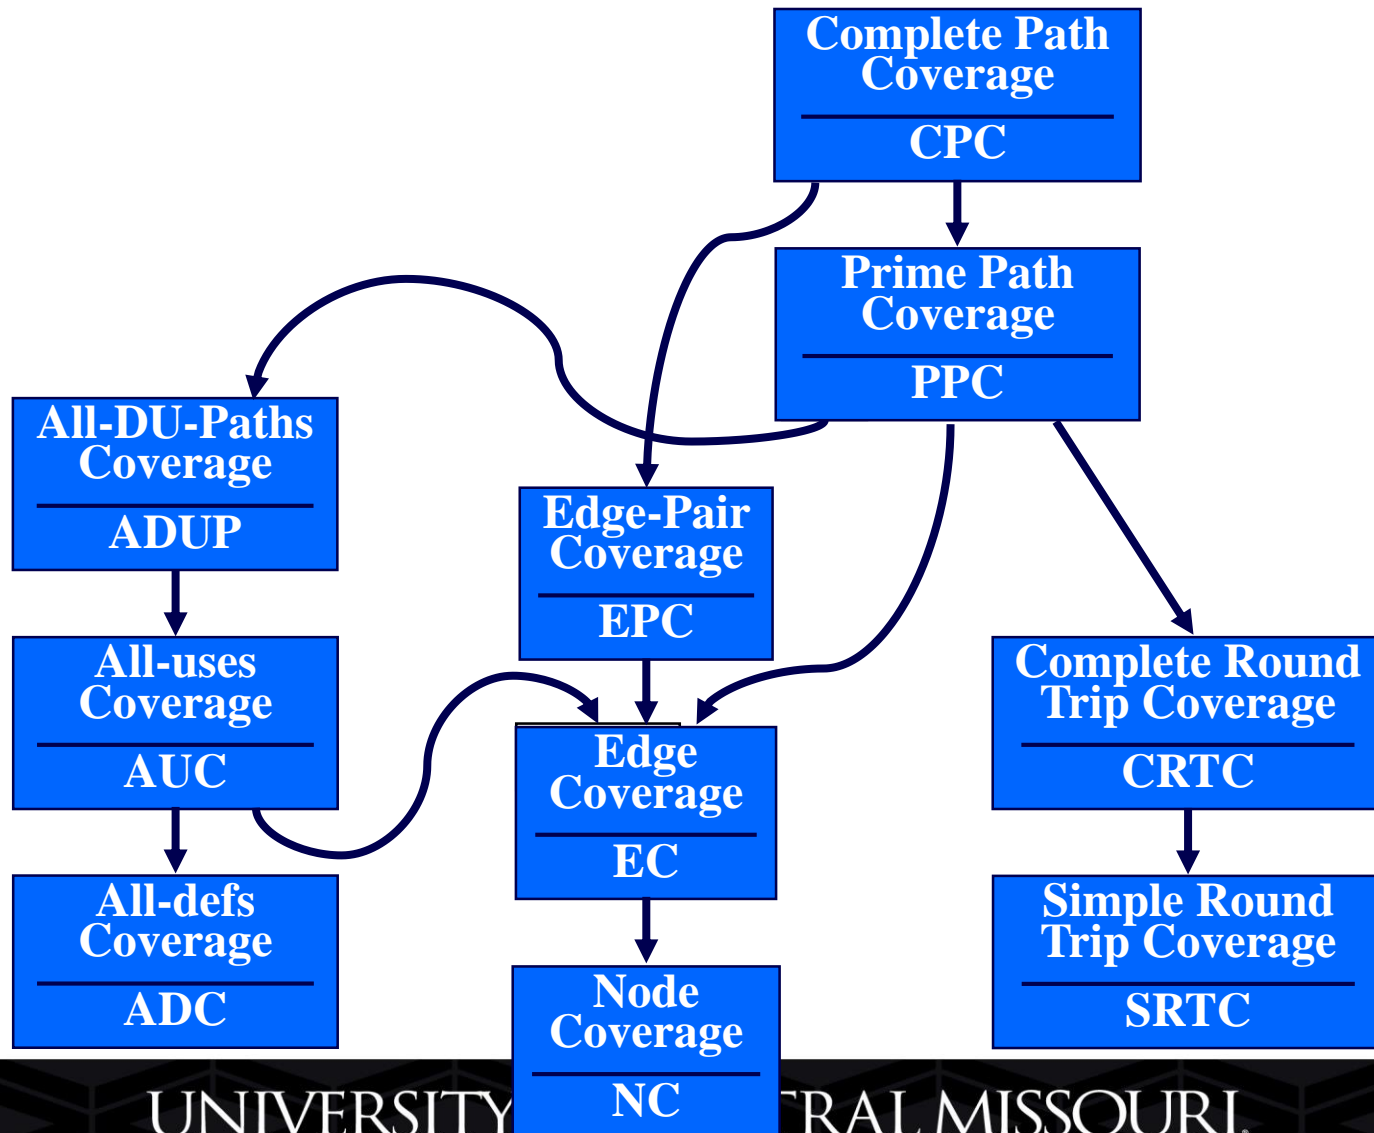 Complete Path
Coverage
CPC
Prime Path
Coverage
PPC
All-DU-Paths
Coverage
ADUP
Edge-Pair
Coverage
EPC
All-uses
Coverage
AUC
Complete Round
Trip Coverage
CRTC
Edge
Coverage
EC
All-defs
Coverage
ADC
Simple Round
Trip Coverage
SRTC
Node
Coverage
NC
UNIVERSITY RAL MISSOURI